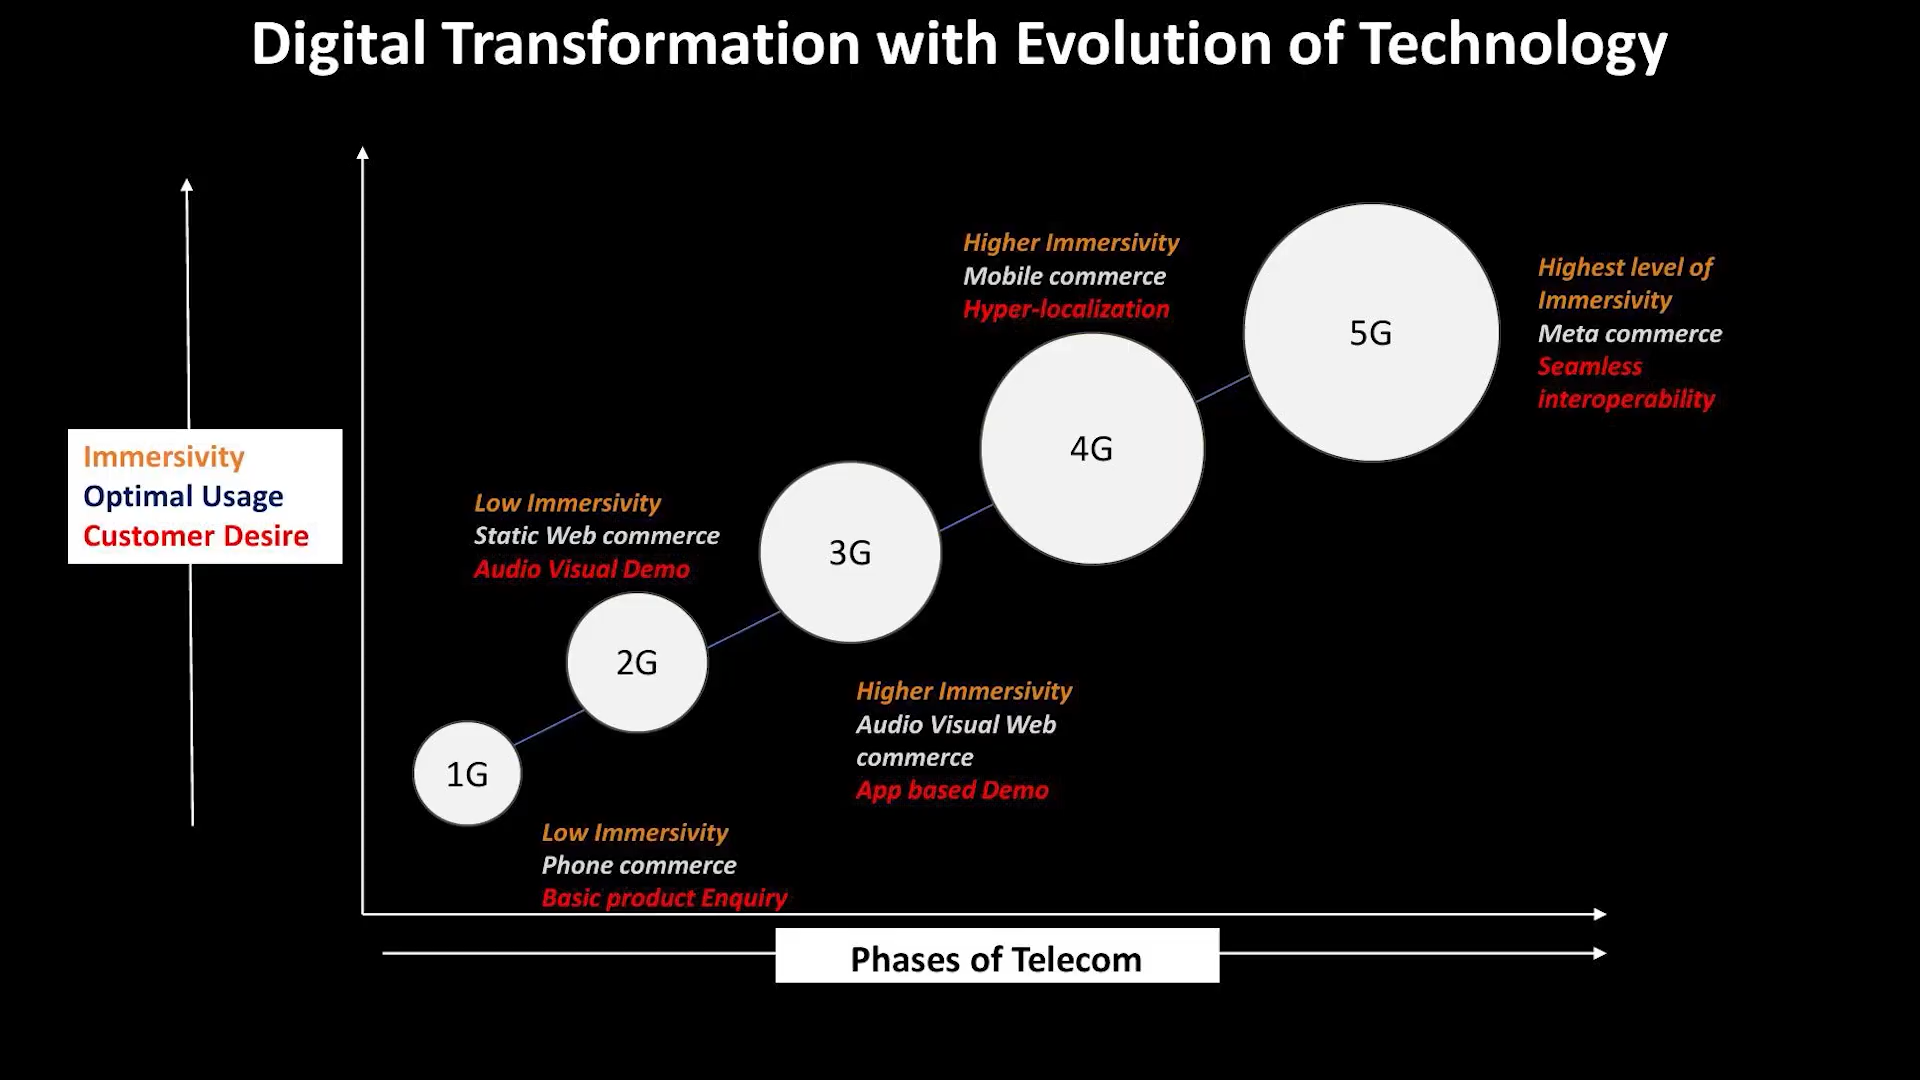 Digital Transformation with Evolution of Technology
Higher Immersivity
Mobile commerce
Hyper-localization
5G
Highest level of
Immersivity
Meta commerce
Seamless
interoperability
4G
Immersivity
Optimal Usage
Customer Desire
Low Immersivity
Static Web commerce
Audio Visual Demo
3G
2G
Higher Immersivity
Audio Visual Web
commerce
App based Demo
1G
Low Immersivity
Phone commerce
Basic product Enquiry
Phases of Telecom